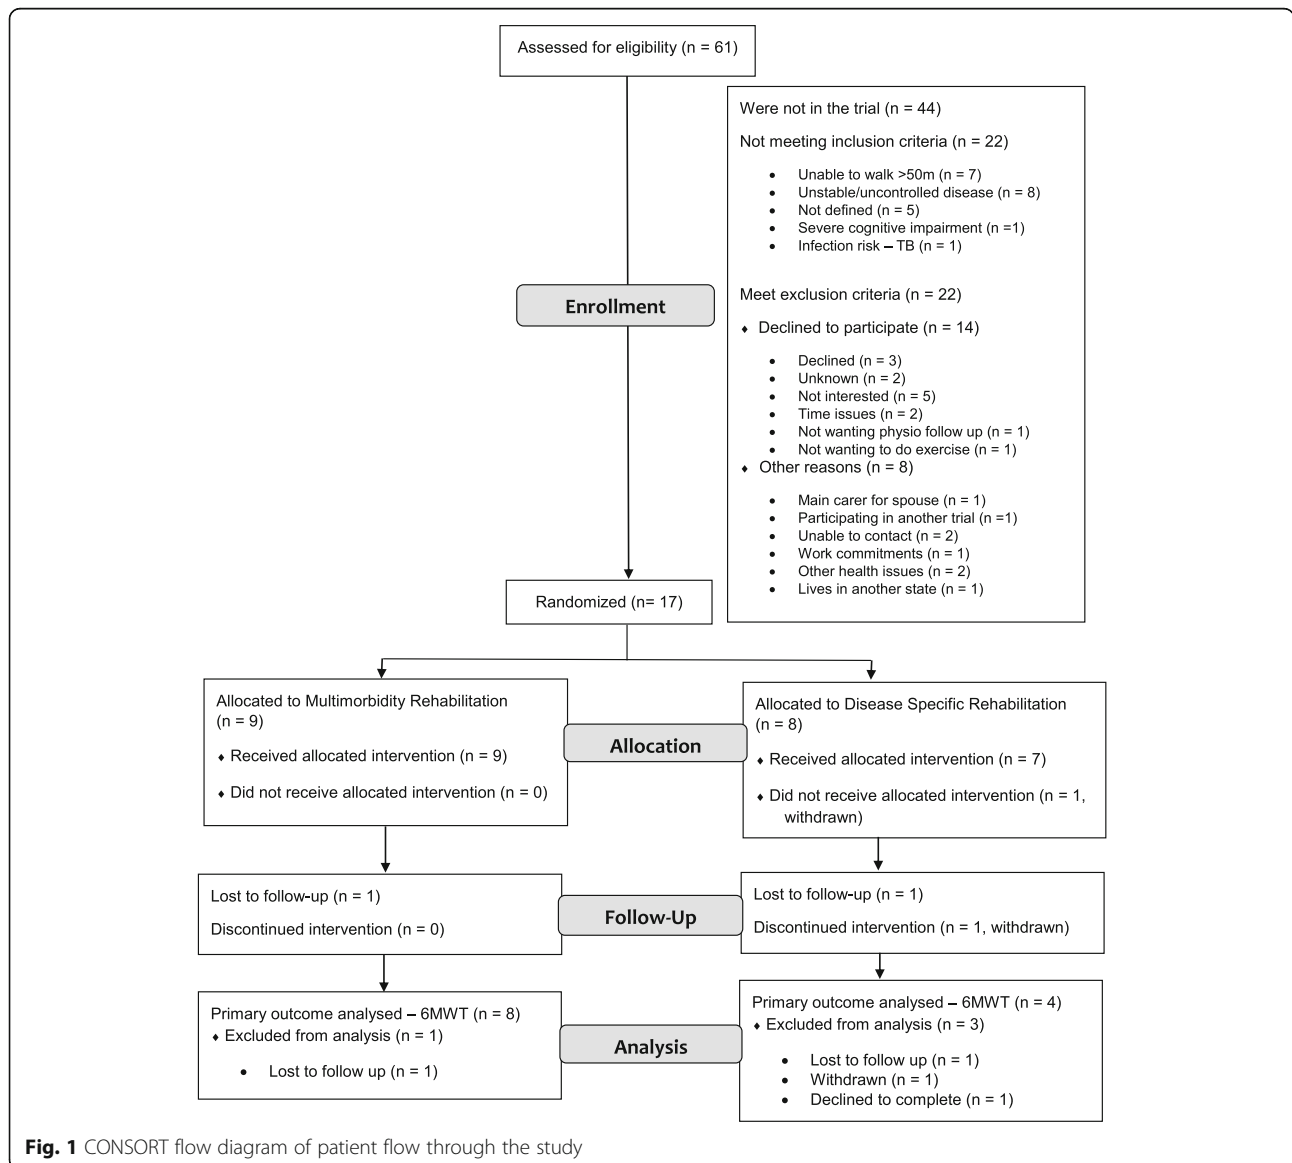 Assessed for eligibility (n = 61)
Were not in the trial (n = 44)
Not meeting inclusion criteria (n = 22)
• Unable to walk >50m (n = 7)
• Unstable/uncontrolled disease (n = 8)
• Not defined (n = 5)
• Severe cognitive impairment (n =1)
• Infection risk – TB (n = 1)
Enrollment
Meet exclusion criteria (n = 22)
♦ Declined to participate (n = 14)
• Declined (n = 3)
• Unknown (n = 2)
• Not interested (n = 5)
• Time issues (n = 2)
• Not wanting physio follow up (n = 1)
• Not wanting to do exercise (n = 1)
♦ Other reasons (n = 8)
• Main carer for spouse (n = 1)
• Participating in another trial (n =1)
• Unable to contact (n = 2)
• Work commitments (n = 1)
• Other health issues (n = 2)
• Lives in another state (n = 1)
Randomized (n= 17)
Allocated to Multimorbidity Rehabilitation
(n = 9)
♦ Received allocated intervention (n = 9)
♦ Did not receive allocated intervention (n = 0)
Allocation
Allocated to Disease Specific Rehabilitation
(n = 8)
♦ Received allocated intervention (n = 7)
♦ Did not receive allocated intervention (n = 1,
withdrawn)
Lost to follow-up (n = 1)
Discontinued intervention (n = 0)
Follow-Up
Lost to follow-up (n = 1)
Discontinued intervention (n = 1, withdrawn)
Primary outcome analysed – 6MWT (n = 8)
♦ Excluded from analysis (n = 1)
• Lost to follow up (n = 1)
Analysis
Primary outcome analysed – 6MWT (n = 4)
♦ Excluded from analysis (n = 3)
• Lost to follow up (n = 1)
• Withdrawn (n = 1)
• Declined to complete (n = 1)
Fig. 1 CONSORT flow diagram of patient flow through the study